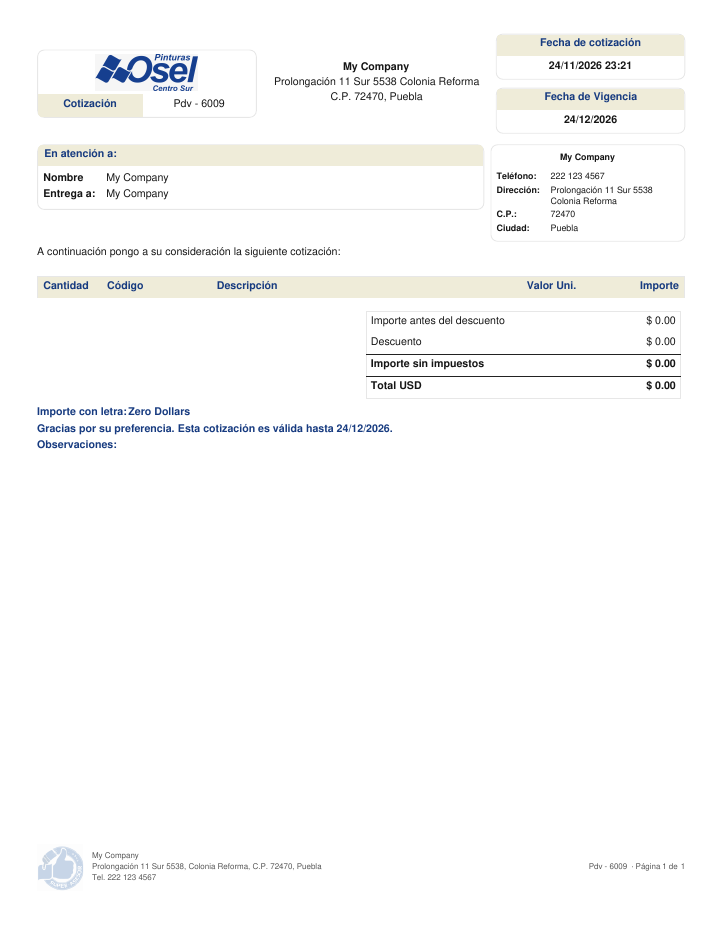 Pinturas
Osel
Centro Sur
Cotización Pdv - 6009
My Company
Prolongación 11 Sur 5538 Colonia Reforma
C.P. 72470, Puebla
Fecha de cotización
24/11/2026 23:21
Fecha de Vigencia
24/12/2026
En atención a:
Nombre My Company
Entrega a: My Company
My Company
Teléfono: 222 123 4567
Dirección: Prolongación 11 Sur 5538
Colonia Reforma
C.P.: 72470
Ciudad: Puebla
A continuación pongo a su consideración la siguiente cotización:
Cantidad Código Descripción Valor Uni. Importe
Importe antes del descuento $ 0.00
Descuento $ 0.00
Importe sin impuestos $ 0.00
Total USD $ 0.00
Importe con letra: Zero Dollars
Gracias por su preferencia. Esta cotización es válida hasta 24/12/2026.
Observaciones:
My Company
Prolongación 11 Sur 5538, Colonia Reforma, C.P. 72470, Puebla
Tel. 222 123 4567
Pdv - 6009 · Página 1 de 1